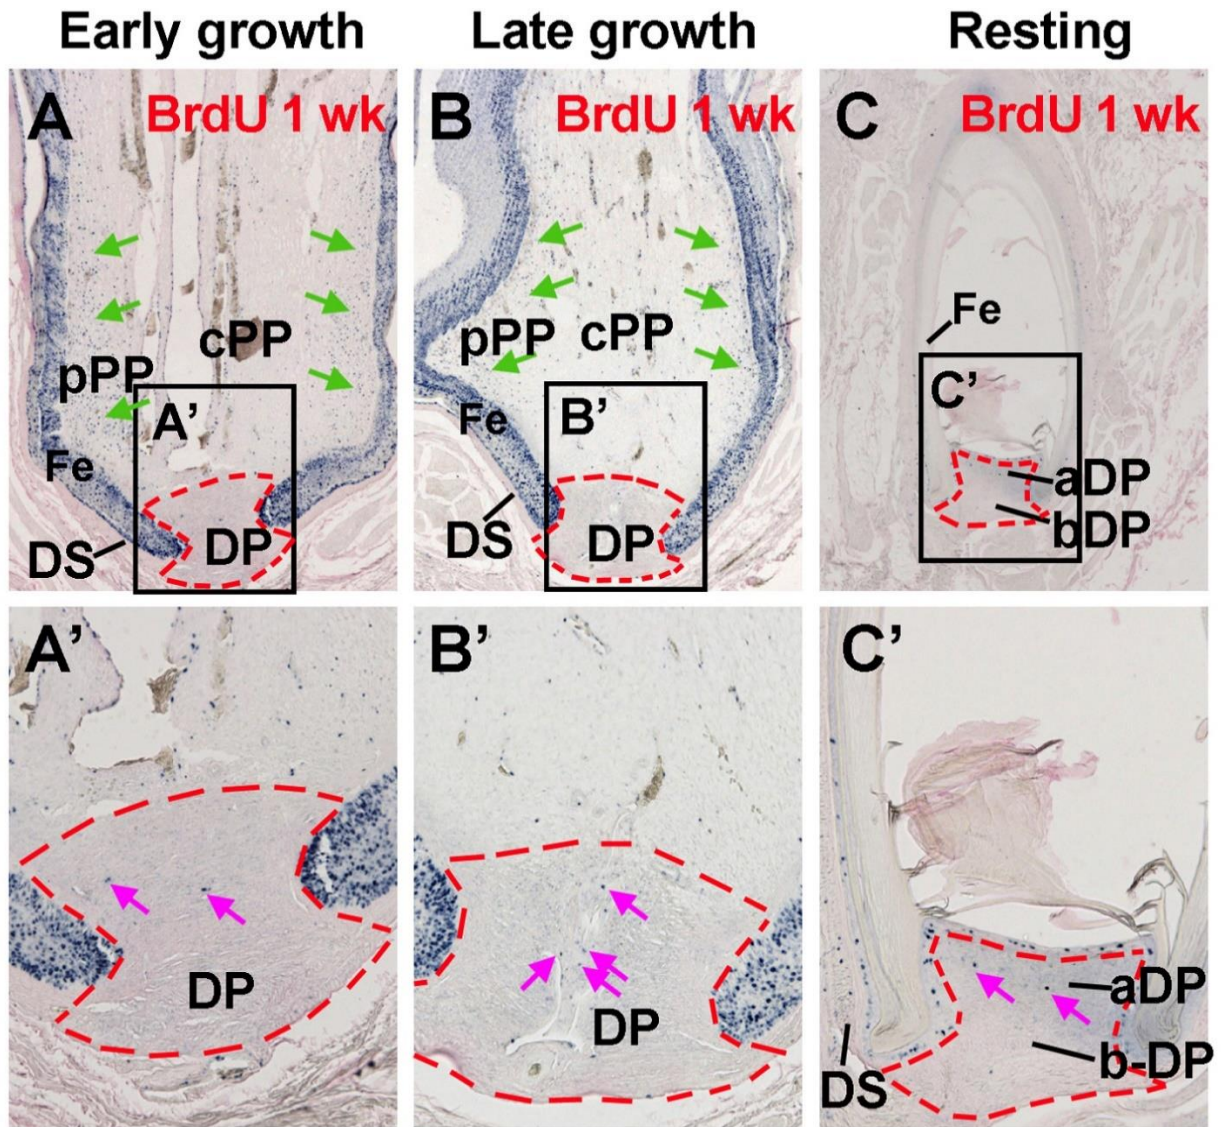 Early growth
Late growth
Resting
A
BrdU 1 wk
pPP
cPP
A’
Fe
DS
DP
B
BrdU 1 wk
pPP
cPP
Fe
B’
DS
DP
C
BrdU 1 wk
Fe
C’
aDP
bDP
A’
DP
B’
DP
C’
aDP
b-DP
DS